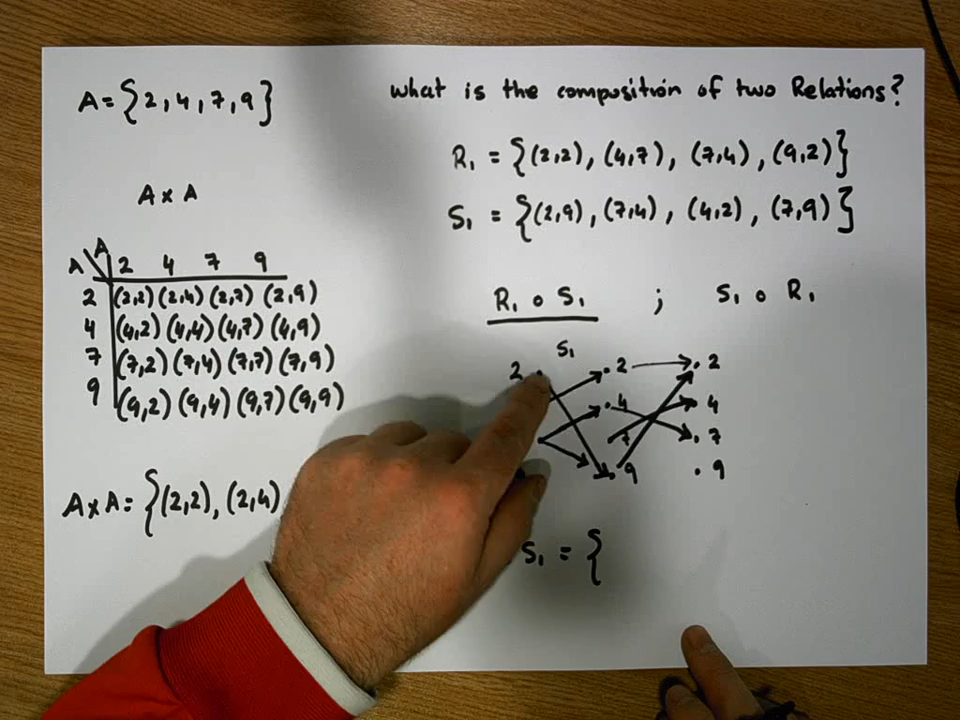 A = {2, 4, 7, 9}
what is the composition of two Relations?
R₁ = {(2,2), (4,7), (7,4), (9,2)}
S₁ = {(2,9), (7,4), (4,2), (7,9)}
A x A
A A 2 4 7 9
2 (2,2) (2,4) (2,7) (2,9)
4 (4,2) (4,4) (4,7) (4,9)
7 (7,2) (7,4) (7,7) (7,9)
9 (9,2) (9,4) (9,7) (9,9)
R₁ o S₁ ; S₁ o R₁
S₁
2 2 2
4 4
7 7
9 9
A x A = {(2,2), (2,4)
S₁ = {